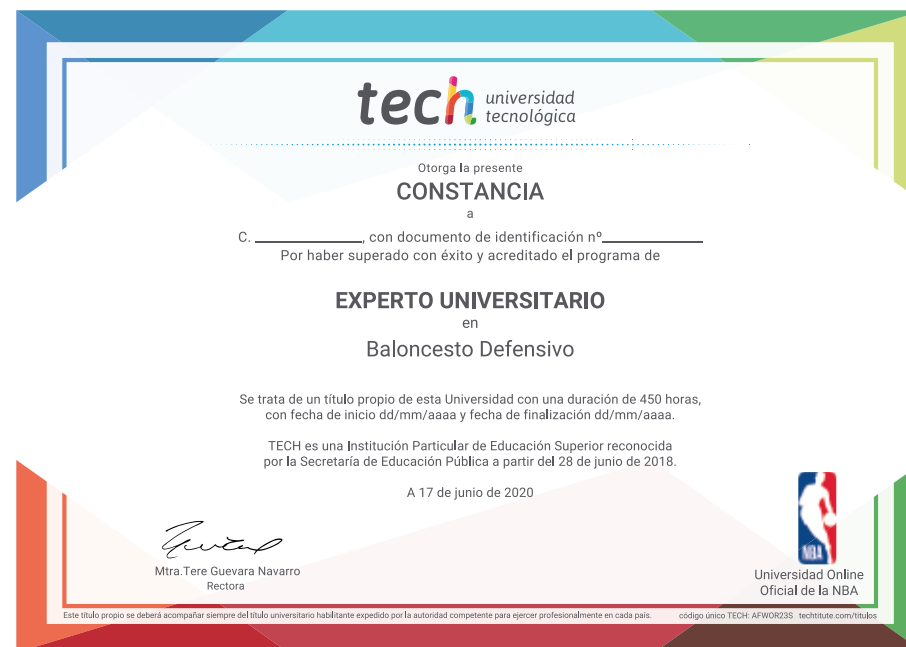 tech universidad
tecnológica
Otorga la presente
CONSTANCIA
a
C. ____________, con documento de identificación nº____________
Por haber superado con éxito y acreditado el programa de
EXPERTO UNIVERSITARIO
en
Baloncesto Defensivo
Se trata de un título propio de esta Universidad con una duración de 450 horas,
con fecha de inicio dd/mm/aaaa y fecha de finalización dd/mm/aaaa.
TECH es una Institución Particular de Educación Superior reconocida
por la Secretaría de Educación Pública a partir del 28 de junio de 2018.
A 17 de junio de 2020
Mtra.Tere Guevara Navarro
Rectora
NBA
Universidad Online
Oficial de la NBA
Este título propio se deberá acompañar siempre del título universitario habilitante expedido por la autoridad competente para ejercer profesionalmente en cada país. código único TECH: AFWOR23S techtitute.com/titulos